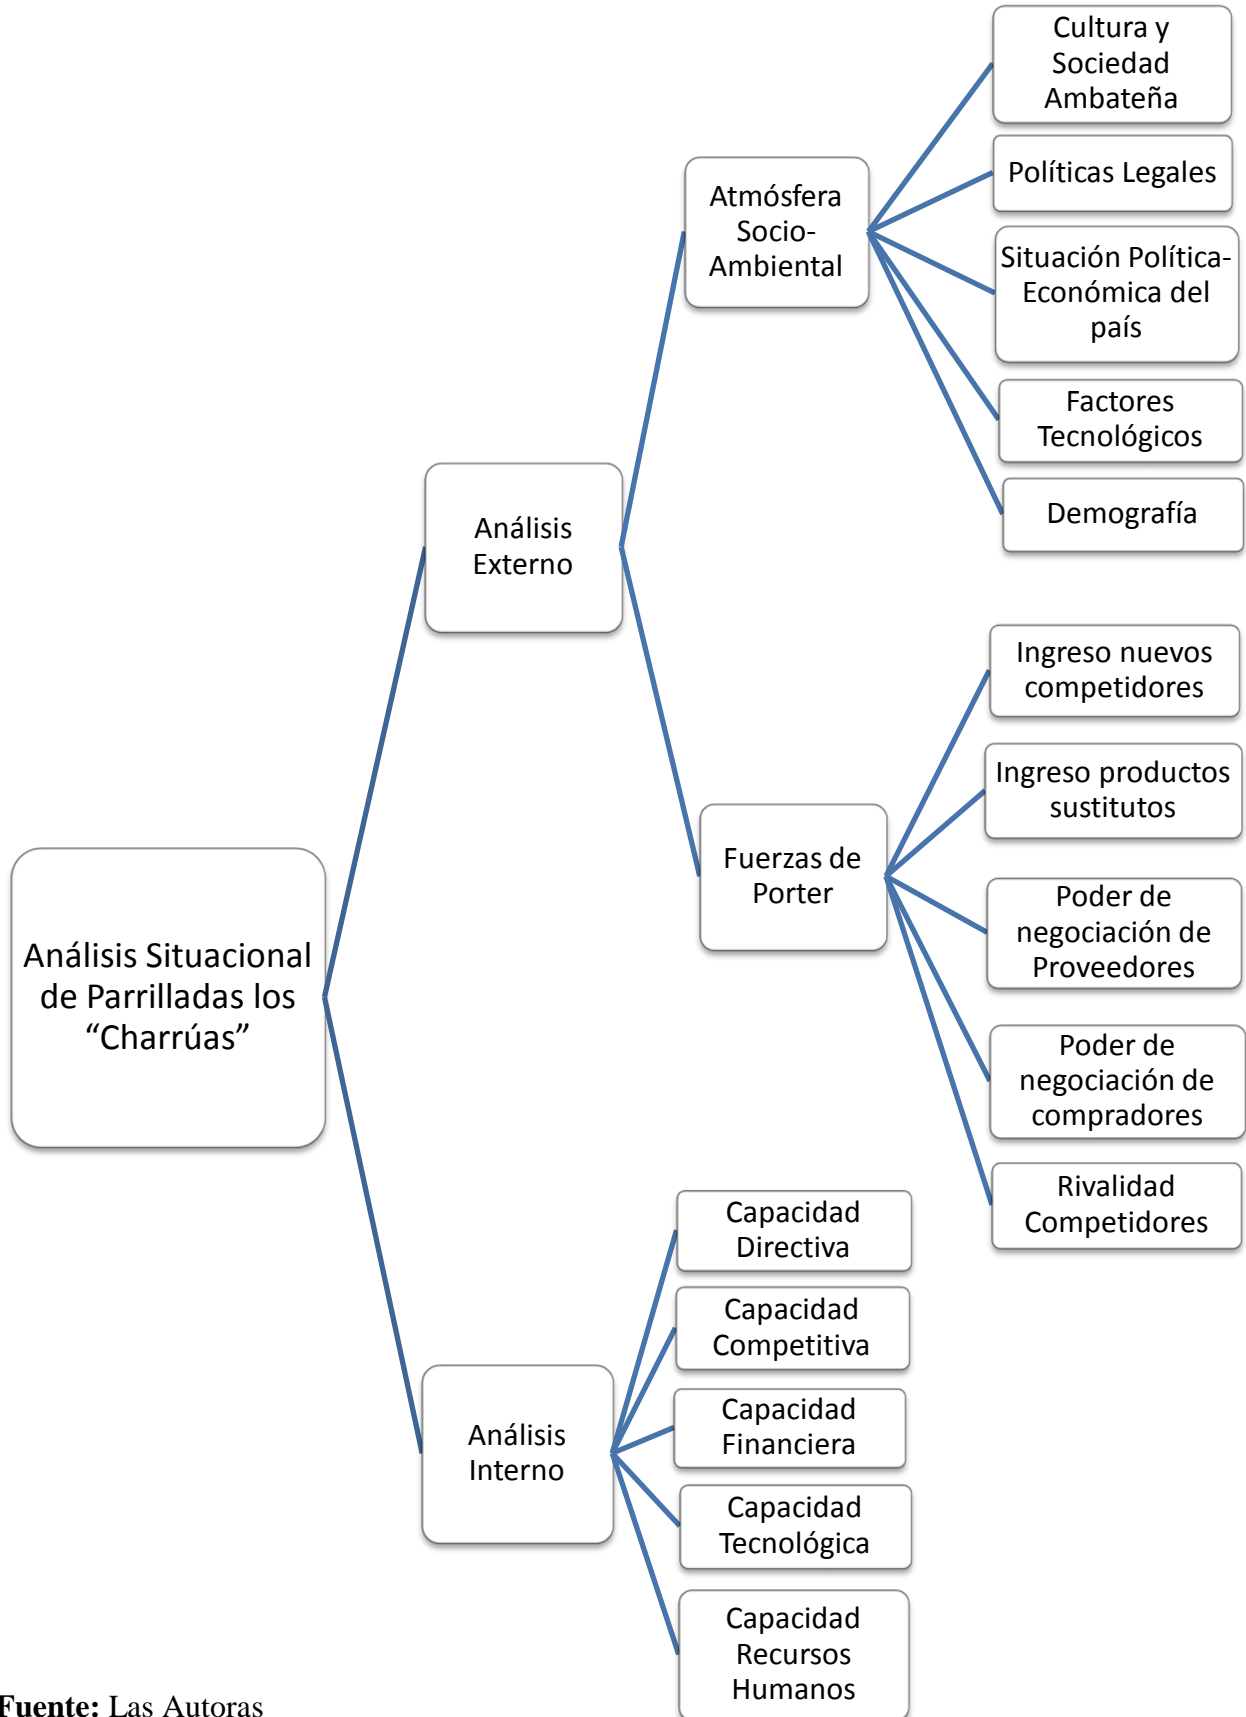 Cultura y
Sociedad
Ambateña
Políticas Legales
Atmósfera
Socio-
Ambiental
Situación Política-
Económica del
país
Factores
Tecnológicos
Demografía
Análisis
Externo
Ingreso nuevos
competidores
Ingreso productos
sustitutos
Fuerzas de
Porter
Poder de
negociación de
Proveedores
Poder de
negociación de
compradores
Rivalidad
Competidores
Análisis Situacional
de Parrilladas los
“Charrúas”
Capacidad
Directiva
Capacidad
Competitiva
Capacidad
Financiera
Análisis
Interno
Capacidad
Tecnológica
Capacidad
Recursos
Humanos
Fuente: Las Autoras